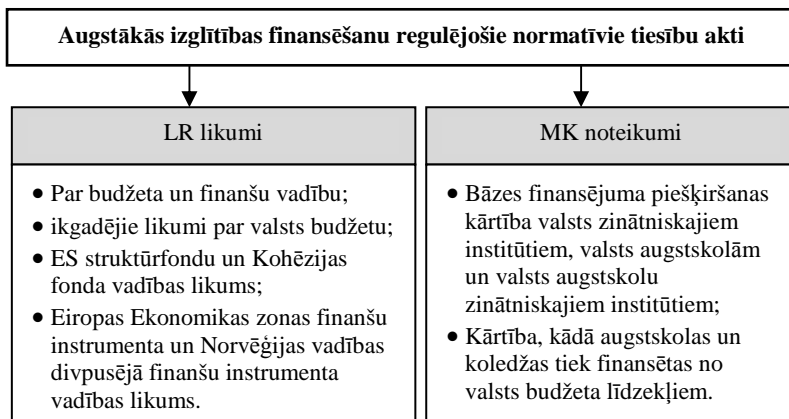 Augstākās izglītības finansēšanu regulējošie normatīvie tiesību akti
LR likumi
• Par budžeta un finanšu vadību;
• ikgadējie likumi par valsts budžetu;
• ES struktūrfondu un Kohēzijas
fonda vadības likums;
• Eiropas Ekonomikas zonas finanšu
instrumenta un Norvēģijas vadības
divpusējā finanšu instrumenta
vadības likums.
MK noteikumi
• Bāzes finansējuma piešķiršanas
kārtība valsts zinātniskajiem
institūtiem, valsts augstskolām
un valsts augstskolu
zinātniskajiem institūtiem;
• Kārtība, kādā augstskolas un
koledžas tiek finansētas no
valsts budžeta līdzekļiem.